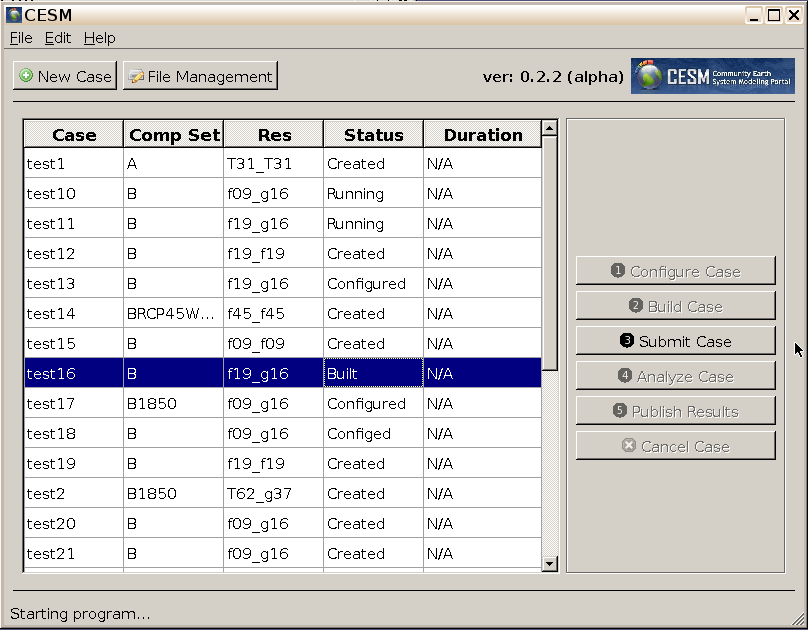 CESM
File Edit Help
New Case File Management ver: 0.2.2 (alpha) CESM Community Earth System Modeling Portal
Case Comp Set Res Status Duration
test1 A T31_T31 Created N/A
test10 B f09_g16 Running N/A
test11 B f19_g16 Running N/A
test12 B f19_f19 Created N/A
test13 B f19_g16 Configured N/A
test14 BRCP45W... f45_f45 Created N/A
test15 B f09_f09 Created N/A
test16 B f19_g16 Built N/A
test17 B1850 f09_g16 Configured N/A
test18 B f09_g16 Configed N/A
test19 B f19_f19 Created N/A
test2 B1850 T62_g37 Created N/A
test20 B f09_g16 Created N/A
test21 B f09_g16 Created N/A
1 Configure Case
2 Build Case
3 Submit Case
4 Analyze Case
5 Publish Results
Cancel Case
Starting program...